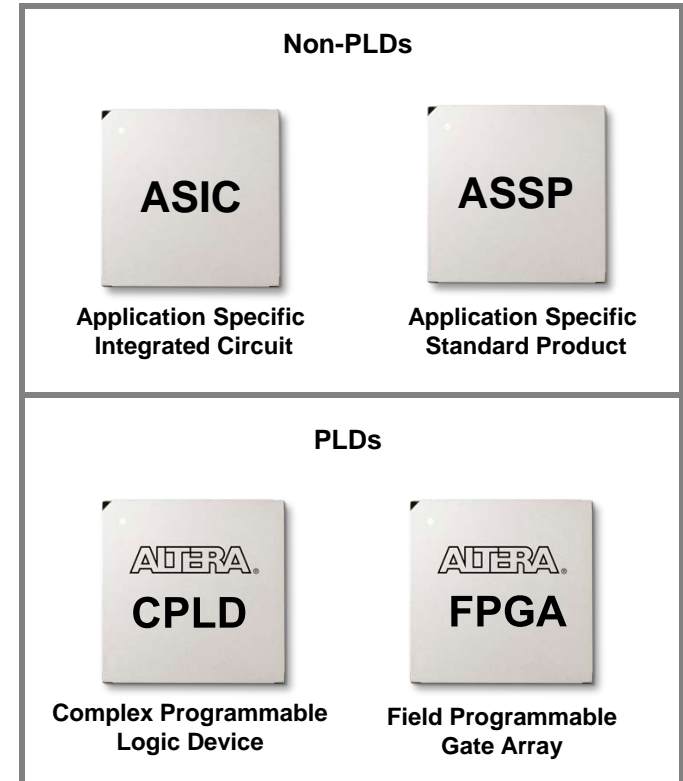 Non-PLDs
ASIC
ASSP
Application Specific
Integrated Circuit
Application Specific
Standard Product
PLDs
ALTERA®
CPLD
ALTERA®
FPGA
Complex Programmable
Logic Device
Field Programmable
Gate Array